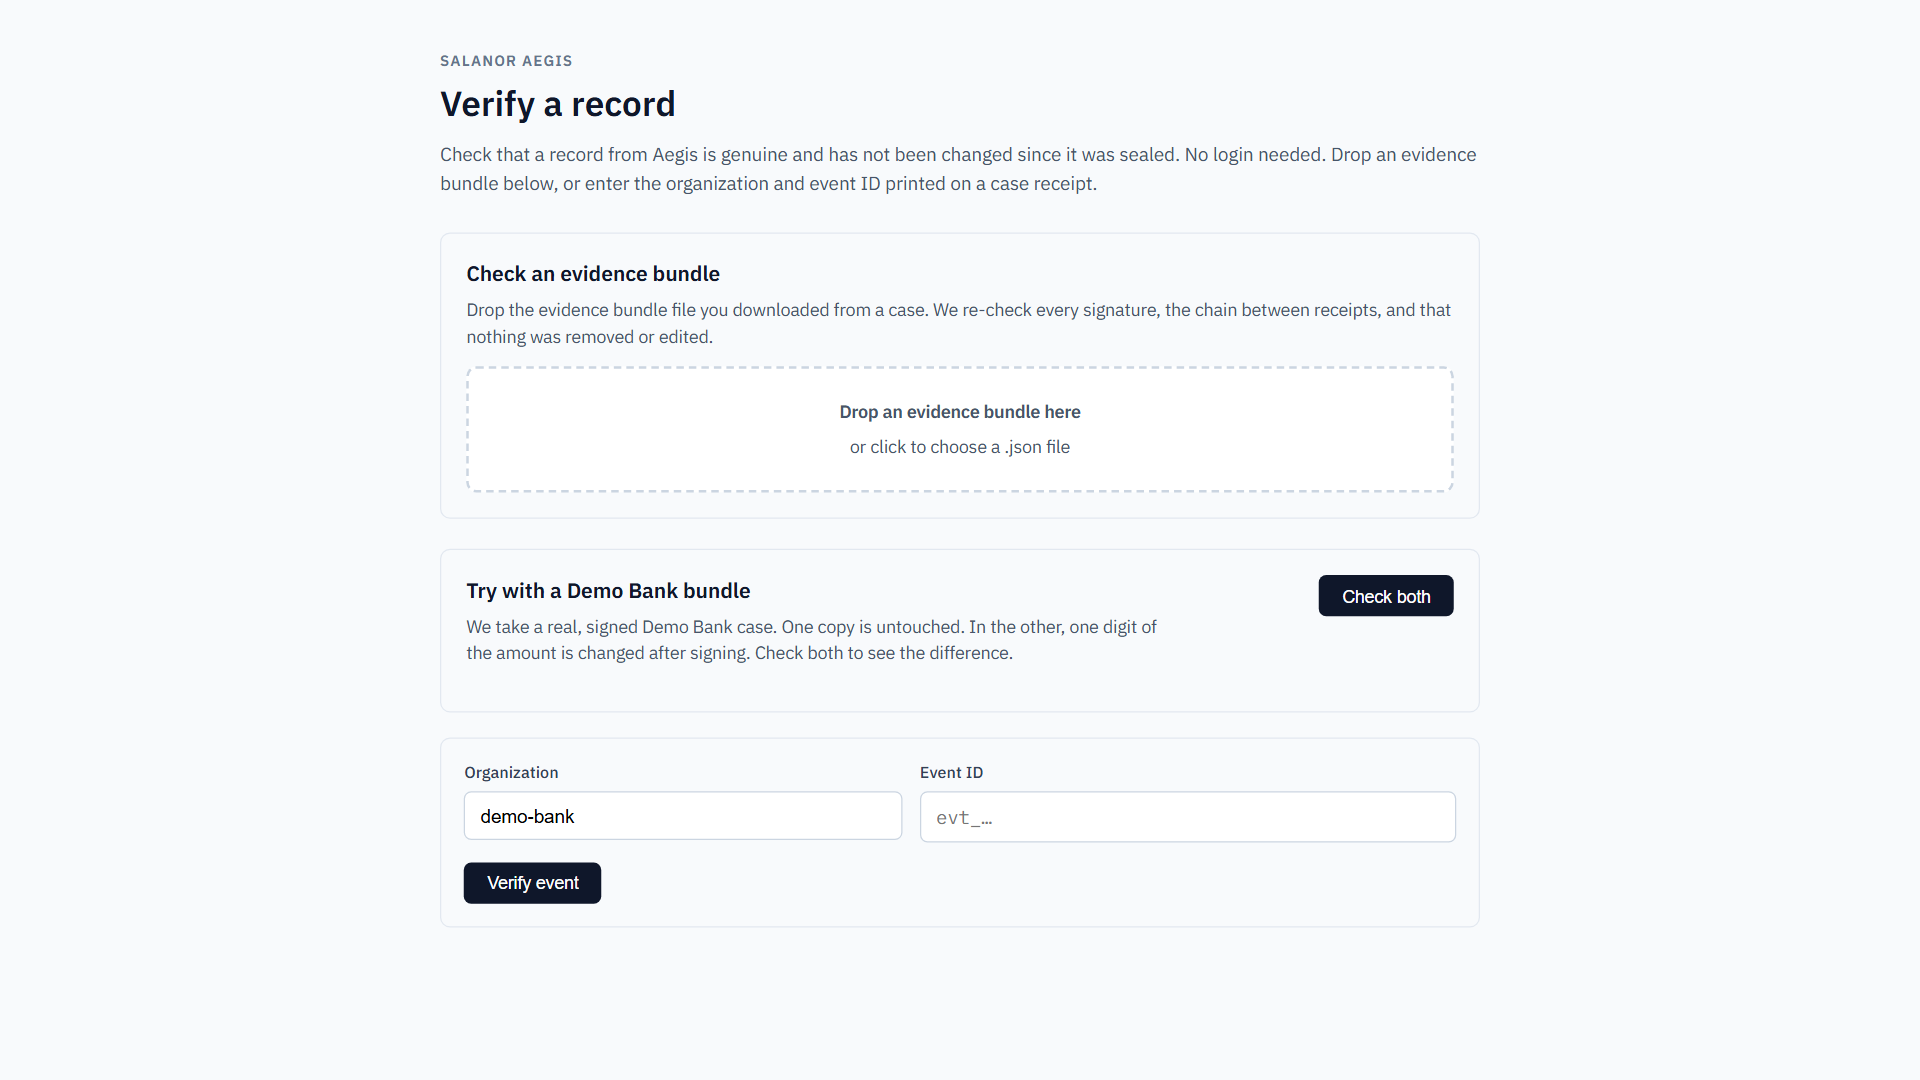 SALANOR AEGIS
Verify a record
Check that a record from Aegis is genuine and has not been changed since it was sealed. No login needed. Drop an evidence
bundle below, or enter the organization and event ID printed on a case receipt.
Check an evidence bundle
Drop the evidence bundle file you downloaded from a case. We re-check every signature, the chain between receipts, and that
nothing was removed or edited.
Drop an evidence bundle here
or click to choose a .json file
Try with a Demo Bank bundle
Check both
We take a real, signed Demo Bank case. One copy is untouched. In the other, one digit of
the amount is changed after signing. Check both to see the difference.
Organization
Event ID
demo-bank
evt_…
Verify event